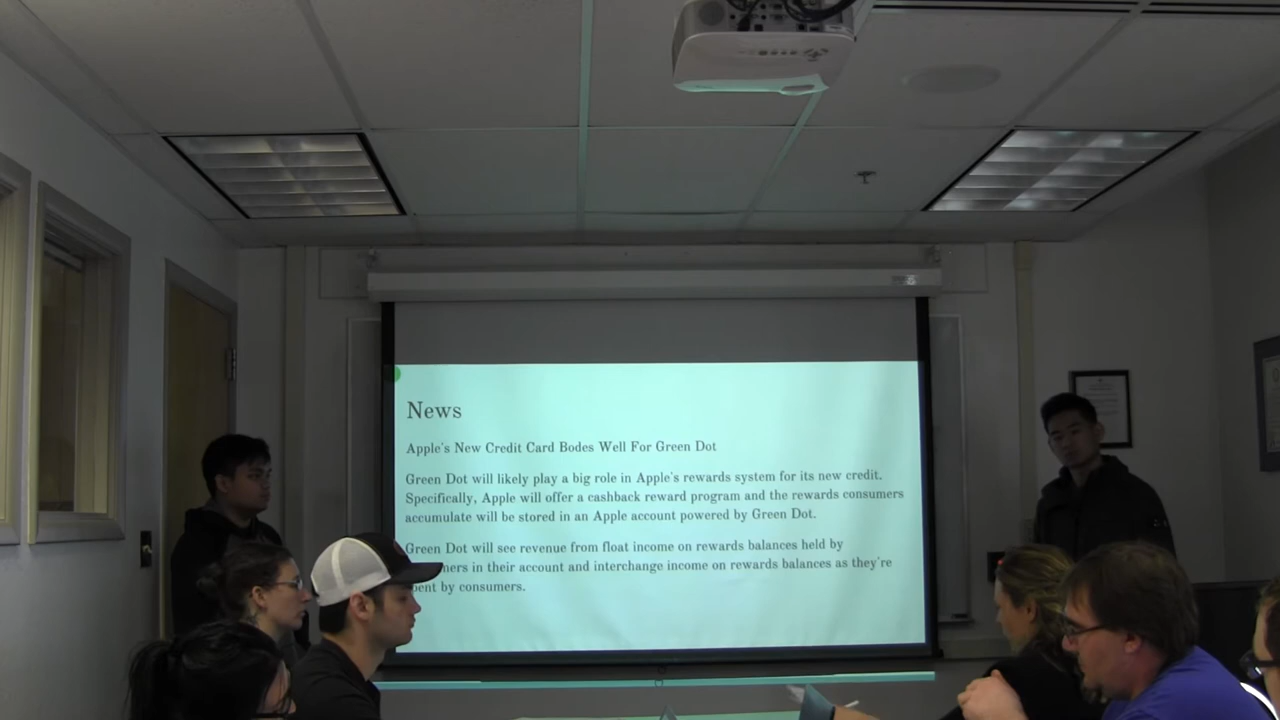 News
Apple's New Credit Card Bodes Well For Green Dot
Green Dot will likely play a big role in Apple's rewards system for its new credit.
Specifically, Apple will offer a cashback reward program and the rewards consumers
accumulate will be stored in an Apple account powered by Green Dot.
Green Dot will see revenue from float income on rewards balances held by
in their account and interchange income on rewards balances as they're
by consumers.